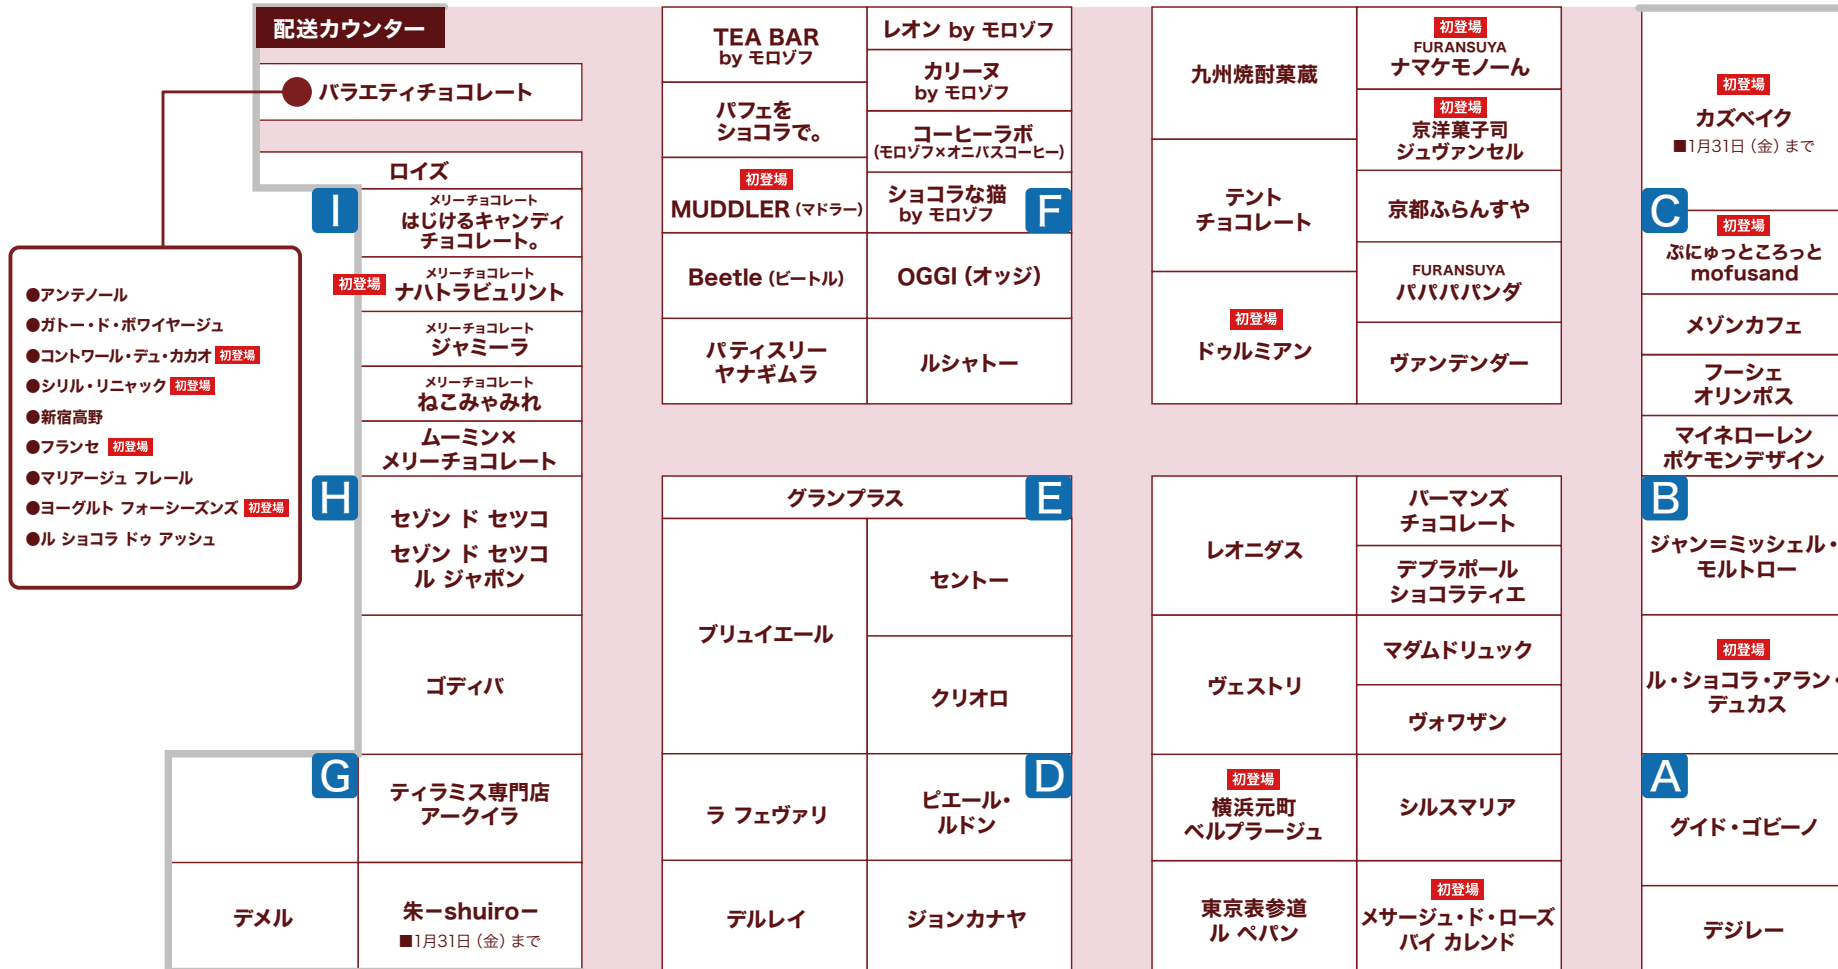 配送カウンター
バラエティチョコレート
●アンテノール
●ガトー・ド・ボワイヤージュ
●コントワール・デュ・カカオ 初登場
●シリル・リニャック 初登場
●新宿高野
●フランセ 初登場
●マリアージュ フレール
●ヨーグルト フォーシーズンズ 初登場
●ル ショコラ ドゥ アッシュ
ロイズ
I
メリーチョコレート
はじけるキャンディ
チョコレート。
初登場
メリーチョコレート
ナハトラビュリント
メリーチョコレート
ジャミーラ
メリーチョコレート
ねこみゃみれ
ムーミン×
メリーチョコレート
H
セゾン ド セツコ
セゾン ド セツコ
ル ジャポン
ゴディバ
G
ティラミス専門店
アークイラ
デメル
朱ーshuiroー
■1月31日（金）まで
TEA BAR
by モロゾフ
パフェを
ショコラで。
初登場
MUDDLER（マドラー）
Beetle（ビートル）
パティスリー
ヤナギムラ
レオン by モロゾフ
カリーヌ
by モロゾフ
コーヒーラボ
（モロゾフ×オニバスコーヒー）
ショコラな猫
by モロゾフ
F
OGGI（オッジ）
ルシャトー
グランプラス
E
ブリュイエール
セントー
クリオロ
ラ フェヴァリ
D
ピエール・
ルドン
デルレイ
ジョンカナヤ
九州焼酎菓蔵
テント
チョコレート
初登場
ドゥルミアン
初登場
FURANSUYA
ナマケモノーん
初登場
京洋菓子司
ジュヴァンセル
京都ふらんすや
FURANSUYA
パパパパンダ
ヴァンデンダー
レオニダス
ヴェストリ
初登場
横浜元町
ベルプラージュ
東京表参道
ル ペパン
バーマンズ
チョコレート
デプラポール
ショコラティエ
マダムドリュック
ヴォワザン
シルスマリア
初登場
メサージュ・ド・ローズ
バイ カレンド
初登場
カズベイク
■1月31日（金）まで
C
初登場
ぷにゅっところっと
mofusand
メゾンカフェ
フーシェ
オリンポス
マイネローレン
ポケモンデザイン
B
ジャン＝ミッシェル・
モルトロー
初登場
ル・ショコラ・アラン・
デュカス
A
グイド・ゴビーノ
デジレー